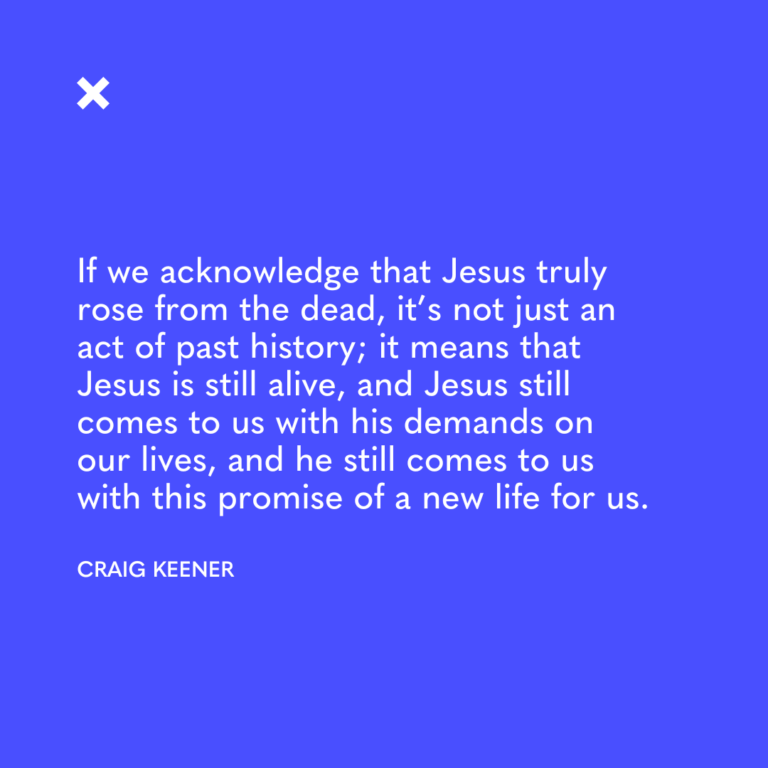 If we acknowledge that Jesus truly
rose from the dead, it’s not just an
act of past history; it means that
Jesus is still alive, and Jesus still
comes to us with his demands on
our lives, and he still comes to us
with this promise of a new life for us.
CRAIG KEENER